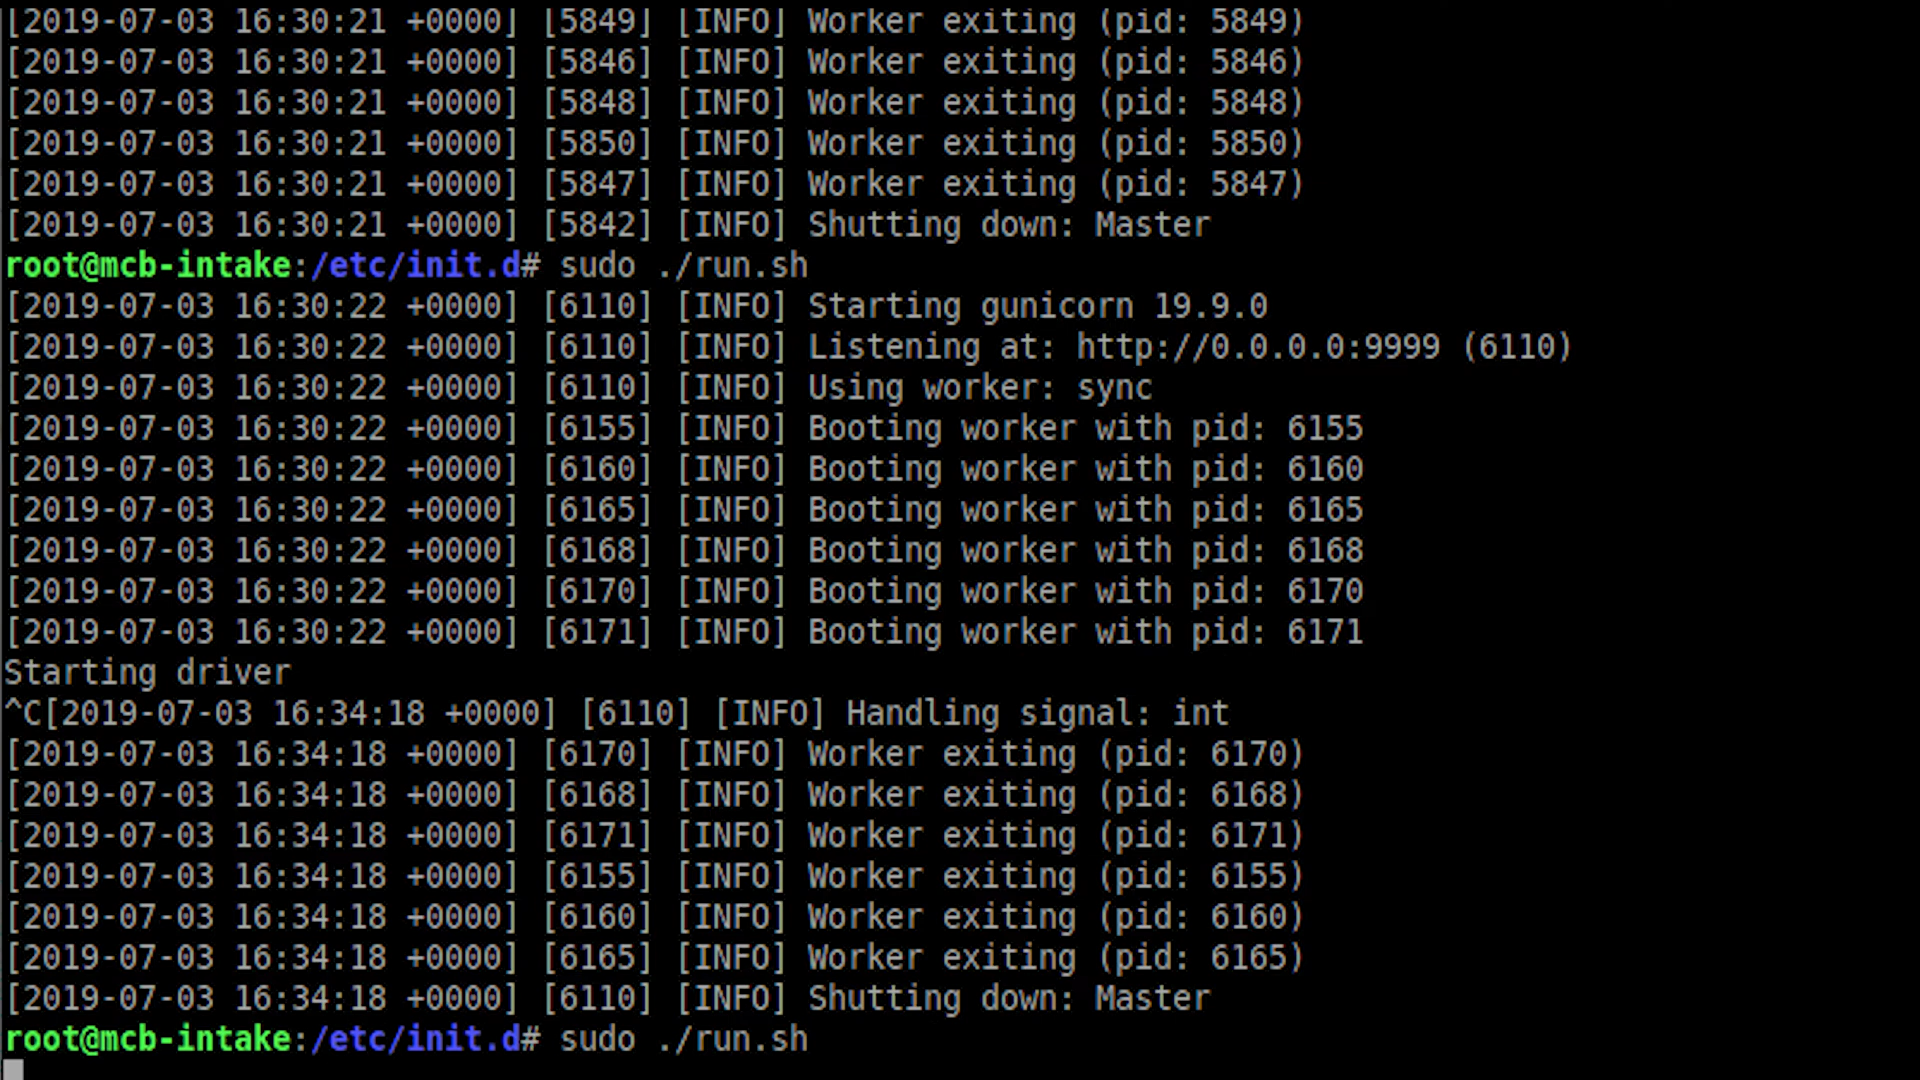 [2019-07-03 16:30:21 +0000] [5849] [INFO] Worker exiting (pid: 5849)
[2019-07-03 16:30:21 +0000] [5846] [INFO] Worker exiting (pid: 5846)
[2019-07-03 16:30:21 +0000] [5848] [INFO] Worker exiting (pid: 5848)
[2019-07-03 16:30:21 +0000] [5850] [INFO] Worker exiting (pid: 5850)
[2019-07-03 16:30:21 +0000] [5847] [INFO] Worker exiting (pid: 5847)
[2019-07-03 16:30:21 +0000] [5842] [INFO] Shutting down: Master
root@mcb-intake:/etc/init.d# sudo ./run.sh
[2019-07-03 16:30:22 +0000] [6110] [INFO] Starting gunicorn 19.9.0
[2019-07-03 16:30:22 +0000] [6110] [INFO] Listening at: http://0.0.0.0:9999 (6110)
[2019-07-03 16:30:22 +0000] [6110] [INFO] Using worker: sync
[2019-07-03 16:30:22 +0000] [6155] [INFO] Booting worker with pid: 6155
[2019-07-03 16:30:22 +0000] [6160] [INFO] Booting worker with pid: 6160
[2019-07-03 16:30:22 +0000] [6165] [INFO] Booting worker with pid: 6165
[2019-07-03 16:30:22 +0000] [6168] [INFO] Booting worker with pid: 6168
[2019-07-03 16:30:22 +0000] [6170] [INFO] Booting worker with pid: 6170
[2019-07-03 16:30:22 +0000] [6171] [INFO] Booting worker with pid: 6171
Starting driver
^C[2019-07-03 16:34:18 +0000] [6110] [INFO] Handling signal: int
[2019-07-03 16:34:18 +0000] [6170] [INFO] Worker exiting (pid: 6170)
[2019-07-03 16:34:18 +0000] [6168] [INFO] Worker exiting (pid: 6168)
[2019-07-03 16:34:18 +0000] [6171] [INFO] Worker exiting (pid: 6171)
[2019-07-03 16:34:18 +0000] [6155] [INFO] Worker exiting (pid: 6155)
[2019-07-03 16:34:18 +0000] [6160] [INFO] Worker exiting (pid: 6160)
[2019-07-03 16:34:18 +0000] [6165] [INFO] Worker exiting (pid: 6165)
[2019-07-03 16:34:18 +0000] [6110] [INFO] Shutting down: Master
root@mcb-intake:/etc/init.d# sudo ./run.sh